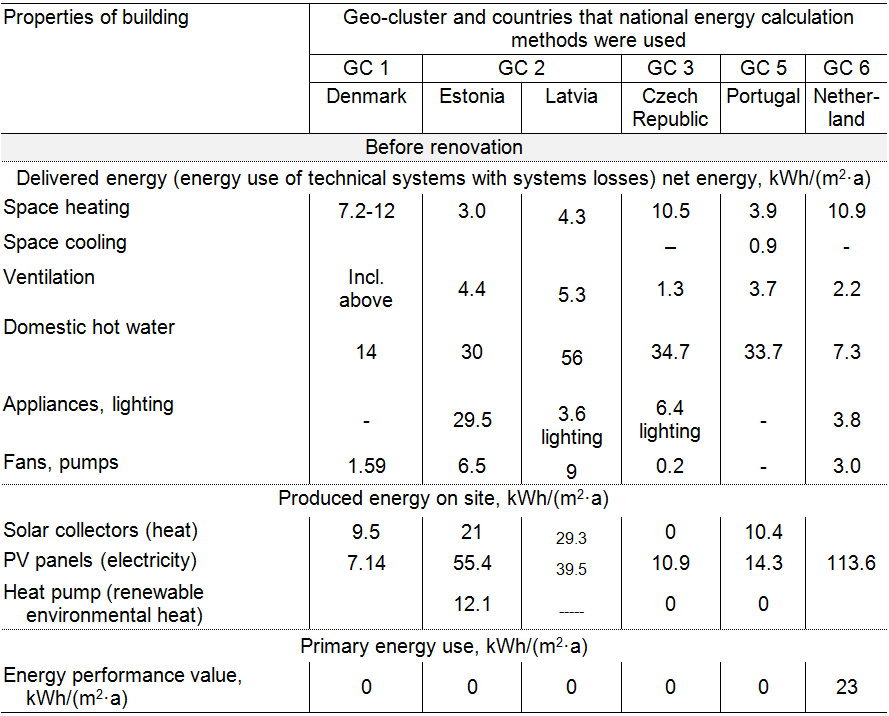 Properties of building
Geo-cluster and countries that national energy calculation
methods were used
GC 1 GC 2 GC 3 GC 5 GC 6
Denmark Estonia Latvia Czech Republic Portugal Nether-land
Before renovation
Delivered energy (energy use of technical systems with systems losses) net energy, kWh/(m²·a)
Space heating 7.2-12 3.0 4.3 10.5 3.9 10.9
Space cooling – 0.9 -
Ventilation Incl. above 4.4 5.3 1.3 3.7 2.2
Domestic hot water
14 30 56 34.7 33.7 7.3
Appliances, lighting - 29.5 3.6 lighting 6.4 lighting - 3.8
Fans, pumps 1.59 6.5 9 0.2 - 3.0
Produced energy on site, kWh/(m²·a)
Solar collectors (heat) 9.5 21 29.3 0 10.4
PV panels (electricity) 7.14 55.4 39.5 10.9 14.3 113.6
Heat pump (renewable
environmental heat) 12.1 ----- 0 0
Primary energy use, kWh/(m²·a)
Energy performance value,
kWh/(m²·a) 0 0 0 0 0 23